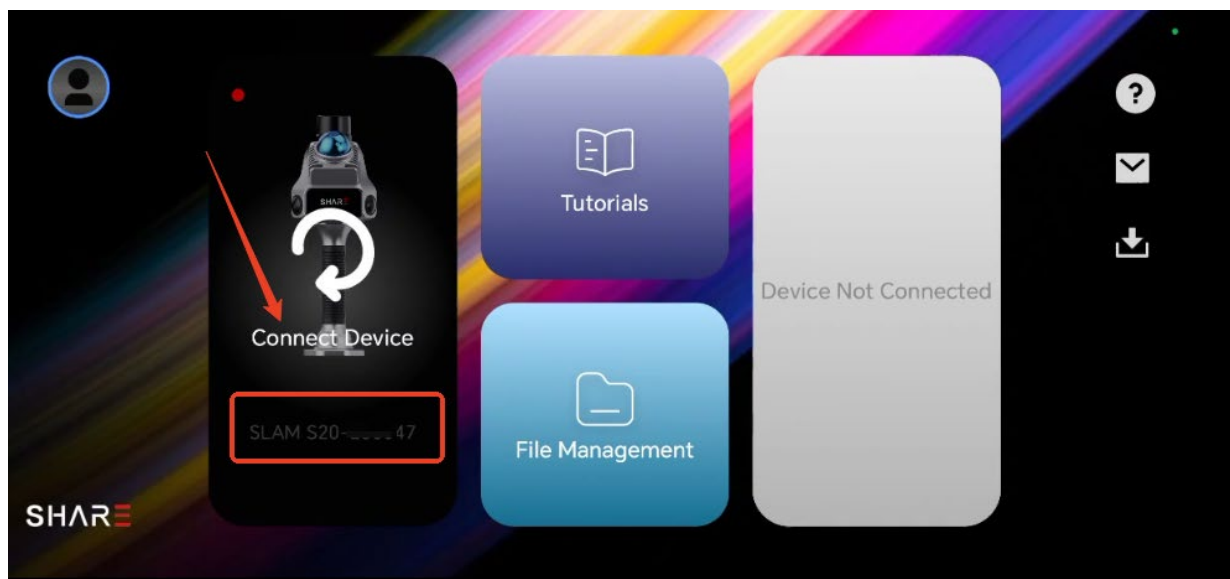 SHARE
Connect Device
SLAM S20-
47
Tutorials
File Management
Device Not Connected
?
SHARE